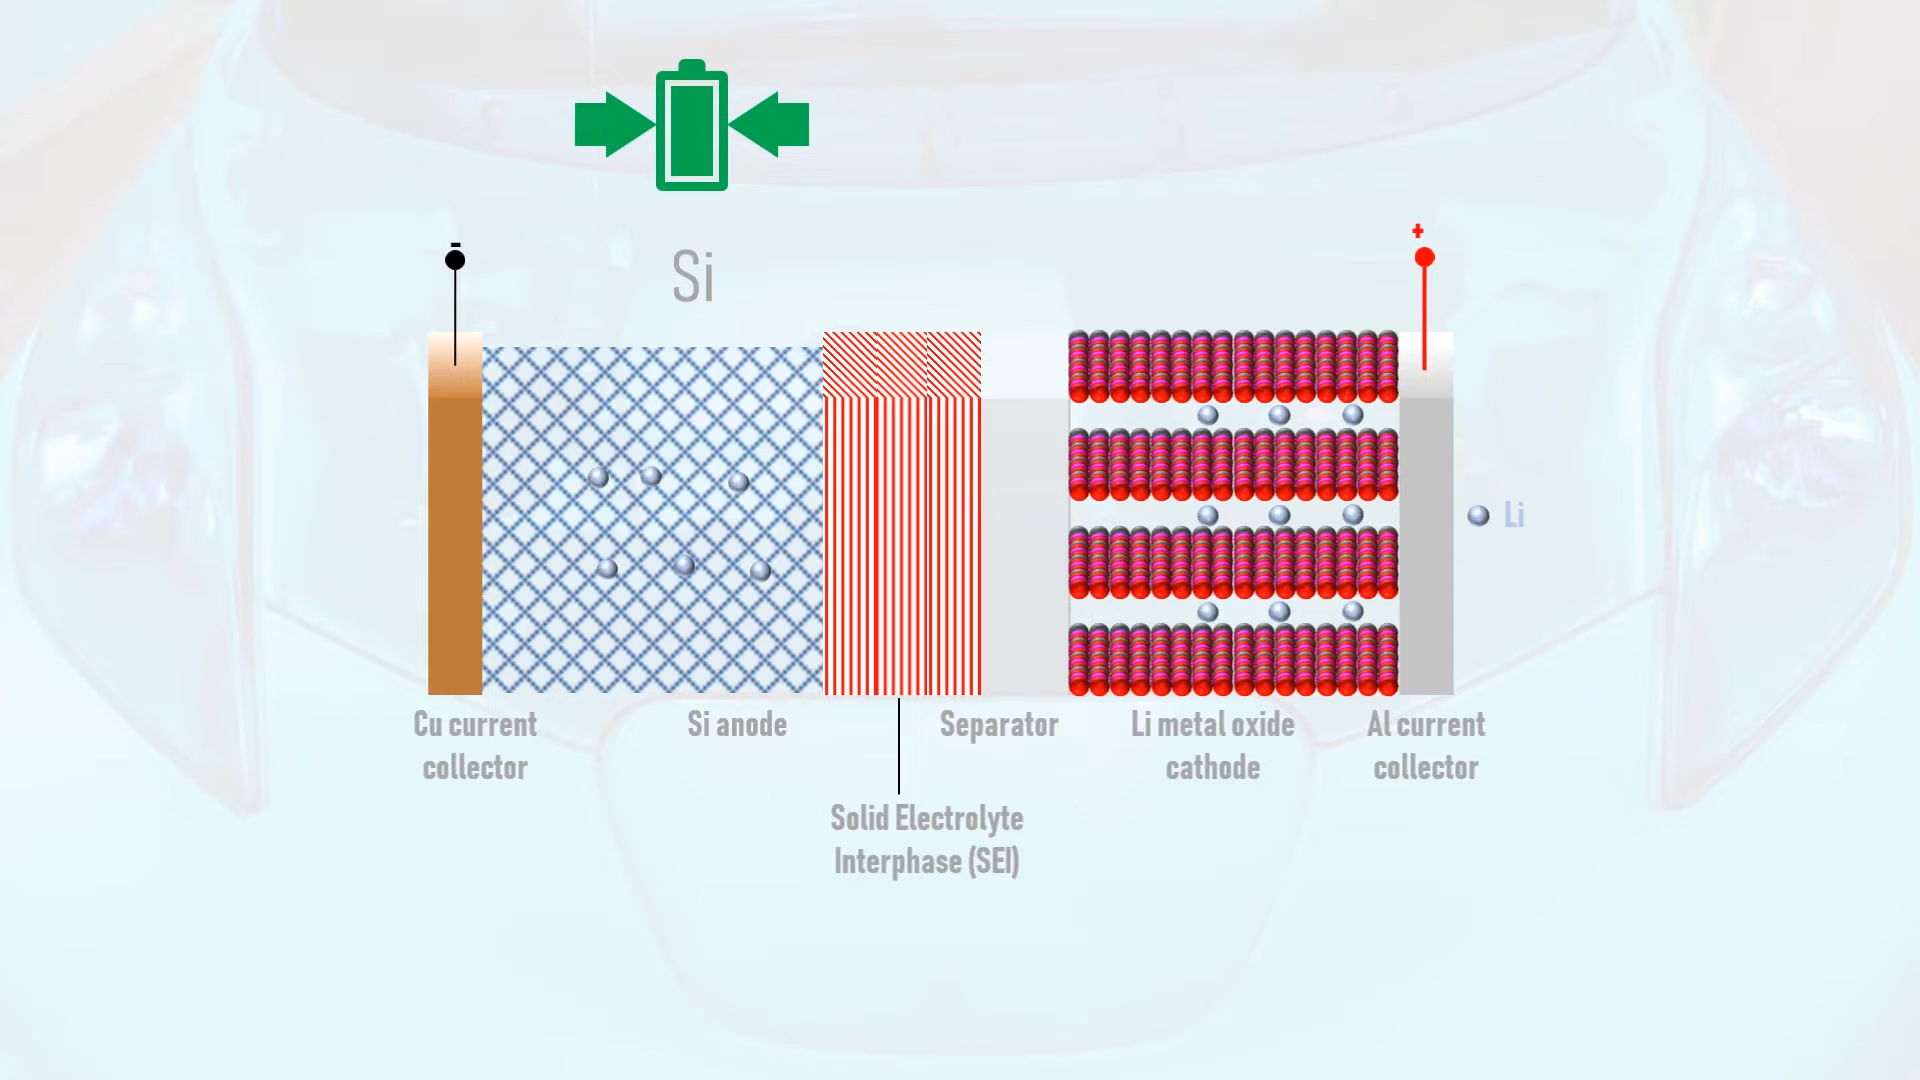 -
+
Si
Li
Cu current
collector
Si anode
Separator
Li metal oxide
cathode
Al current
collector
Solid Electrolyte
Interphase (SEI)